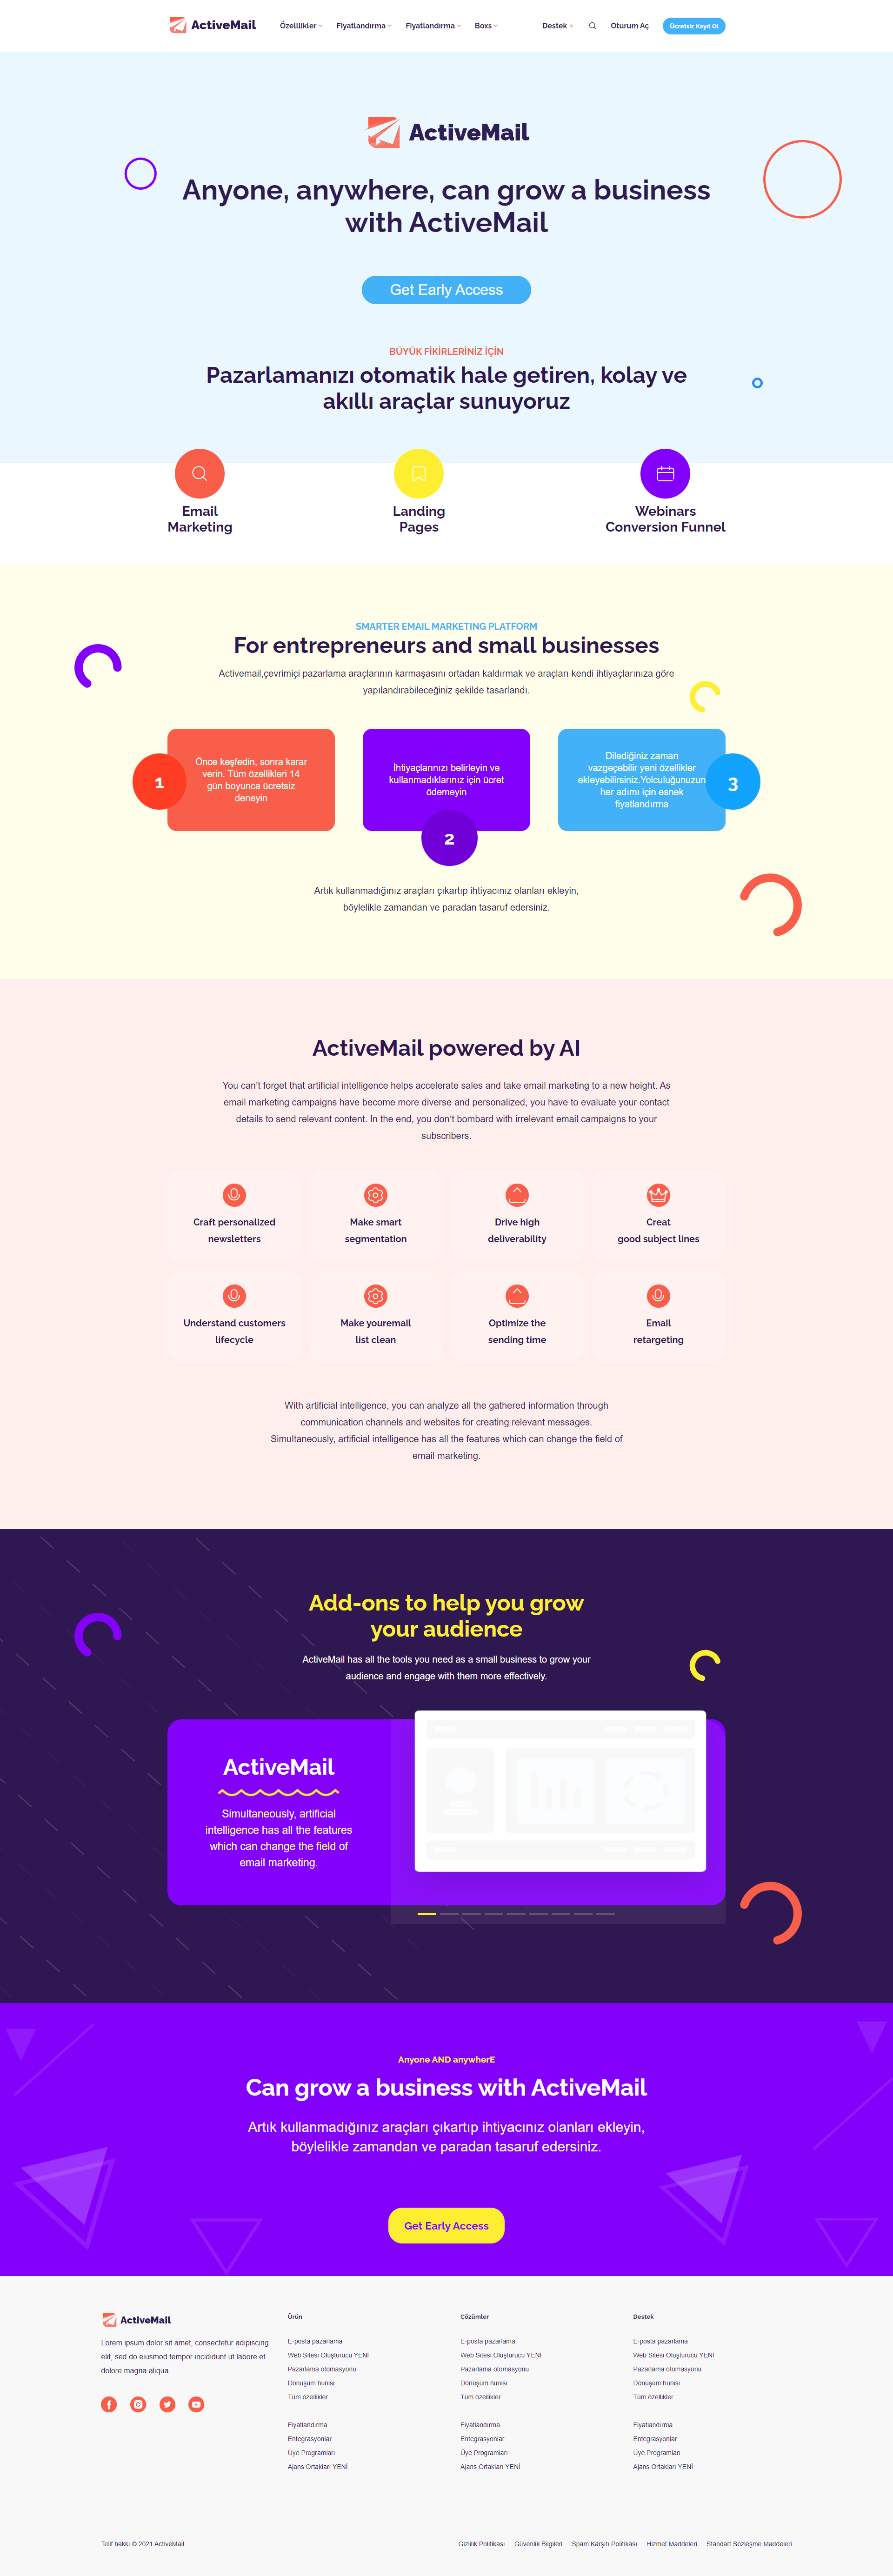 ActiveMail
Özelllikler
Fiyatlandırma
Fiyatlandırma
Boxs
Destek
Oturum Aç
Ücretsiz Kayıt Ol
ActiveMail
Anyone, anywhere, can grow a business
with ActiveMail
Get Early Access
BÜYÜK FİKİRLERİNİZ İÇİN
Pazarlamanızı otomatik hale getiren, kolay ve
akıllı araçlar sunuyoruz
Email
Marketing
Landing
Pages
Webinars
Conversion Funnel
SMARTER EMAIL MARKETING PLATFORM
For entrepreneurs and small businesses
Activemail,çevrimiçi pazarlama araçlarının karmaşasını ortadan kaldırmak ve araçları kendi ihtiyaçlarınıza göre
yapılandırabileceğiniz şekilde tasarlandı.
1
Önce keşfedin, sonra karar
verin. Tüm özellikleri 14
gün boyunca ücretsiz
deneyin
İhtiyaçlarınızı belirleyin ve
kullanmadıklarınız için ücret
ödemeyin
2
Dilediğiniz zaman
vazgeçebilir yeni özellikler
ekleyebilirsiniz.Yolculuğunuzun
her adımı için esnek
fiyatlandırma
3
Artık kullanmadığınız araçları çıkartıp ihtiyacınız olanları ekleyin,
böylelikle zamandan ve paradan tasaruf edersiniz.
ActiveMail powered by AI
You can't forget that artificial intelligence helps accelerate sales and take email marketing to a new height. As
email marketing campaigns have become more diverse and personalized, you have to evaluate your contact
details to send relevant content. In the end, you don't bombard with irrelevant email campaigns to your
subscribers.
Craft personalized
newsletters
Make smart
segmentation
Drive high
deliverability
Creat
good subject lines
Understand customers
lifecycle
Make youremail
list clean
Optimize the
sending time
Email
retargeting
With artificial intelligence, you can analyze all the gathered information through
communication channels and websites for creating relevant messages.
Simultaneously, artificial intelligence has all the features which can change the field of
email marketing.
Add-ons to help you grow
your audience
ActiveMail has all the tools you need as a small business to grow your
audience and engage with them more effectively.
ActiveMail
Simultaneously, artificial
intelligence has all the features
which can change the field of
email marketing.
Anyone AND anywherE
Can grow a business with ActiveMail
Artık kullanmadığınız araçları çıkartıp ihtiyacınız olanları ekleyin,
böylelikle zamandan ve paradan tasaruf edersiniz.
Get Early Access
ActiveMail
Lorem ipsum dolor sit amet, consectetur adipiscing
elit, sed do eiusmod tempor incididunt ut labore et
dolore magna aliqua.
Ürün
E-posta pazarlama
Web Sitesi Oluşturucu YENİ
Pazarlama otomasyonu
Dönüşüm hunisi
Tüm özellikler
Fiyatlandırma
Entegrasyonlar
Üye Programları
Ajans Ortakları YENİ
Çözümler
E-posta pazarlama
Web Sitesi Oluşturucu YENİ
Pazarlama otomasyonu
Dönüşüm hunisi
Tüm özellikler
Fiyatlandırma
Entegrasyonlar
Üye Programları
Ajans Ortakları YENİ
Destek
E-posta pazarlama
Web Sitesi Oluşturucu YENİ
Pazarlama otomasyonu
Dönüşüm hunisi
Tüm özellikler
Fiyatlandırma
Entegrasyonlar
Üye Programları
Ajans Ortakları YENİ
Telif hakkı © 2021 ActiveMail
Gizlilik Politikası
Güvenlik Bilgileri
Spam Karşıtı Politikası
Hizmet Maddeleri
Standart Sözleşme Maddeleri